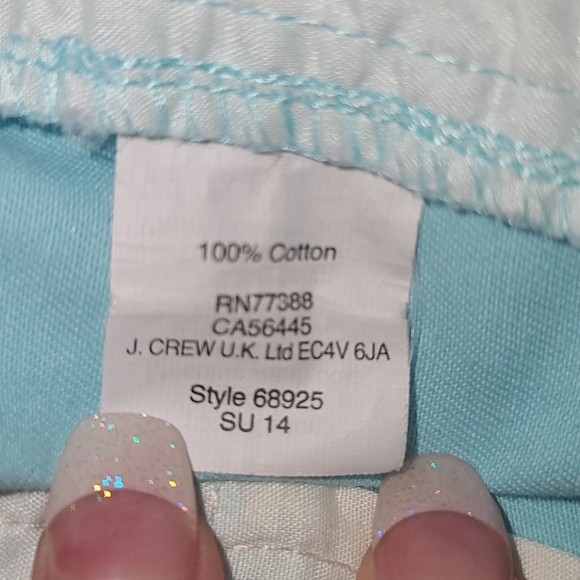 100% Cotton
RN77388
CA56445
J. CREW U.K. Ltd EC4V 6JA
Style 68925
SU 14